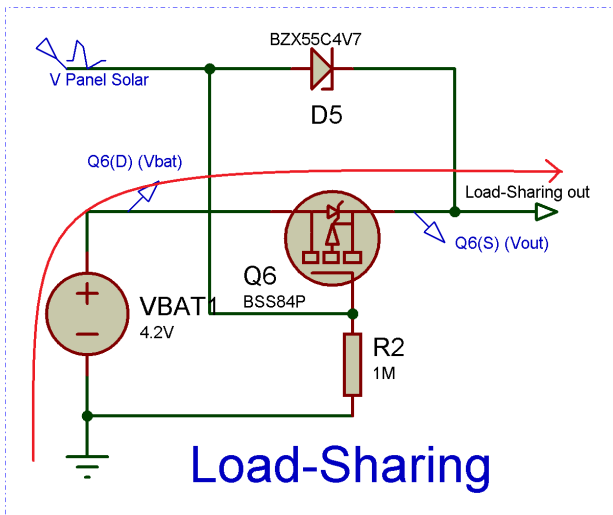 BZX55C4V7
V Panel Solar
D5
Q6(D) (Vbat)
Load-Sharing out
Q6(S) (Vout)
Q6
BSS84P
VBAT1
4.2V
R2
1M
Load-Sharing